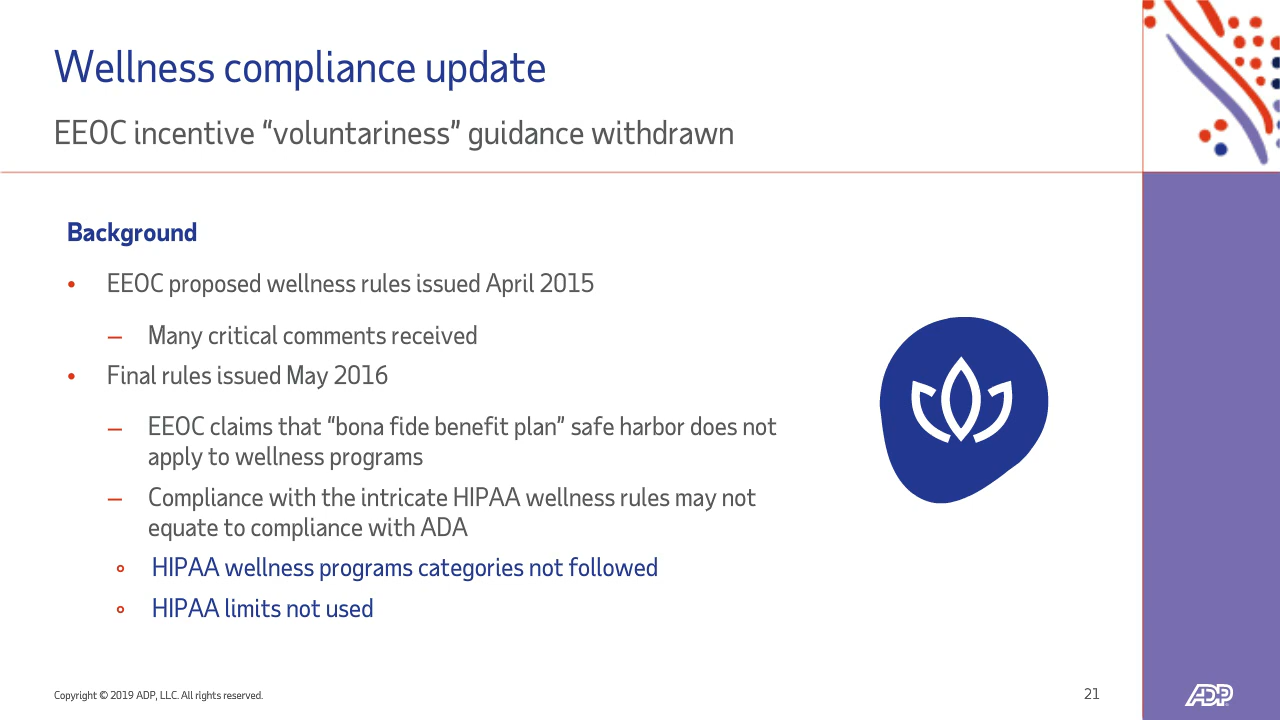 Wellness compliance update
EEOC incentive “voluntariness” guidance withdrawn
Background
• EEOC proposed wellness rules issued April 2015
– Many critical comments received
• Final rules issued May 2016
– EEOC claims that “bona fide benefit plan” safe harbor does not
apply to wellness programs
– Compliance with the intricate HIPAA wellness rules may not
equate to compliance with ADA
∘ HIPAA wellness programs categories not followed
∘ HIPAA limits not used
Copyright © 2019 ADP, LLC. All rights reserved.
21
ADP